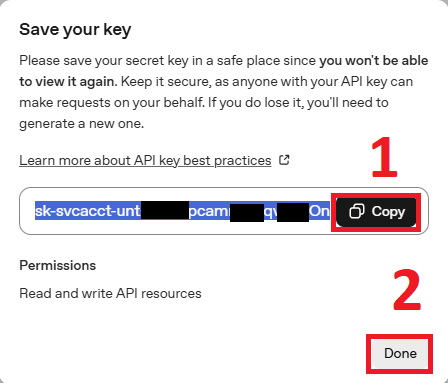 Save your key
Please save your secret key in a safe place since you won't be
able to view it again. Keep it secure, as anyone with your API key can
make requests on your behalf. If you do lose it, you'll need to
generate a new one.
1
Learn more about API key best practices
sk-svcacct-unt pcam qv On Copy
Permissions
Read and write API resources
2
Done